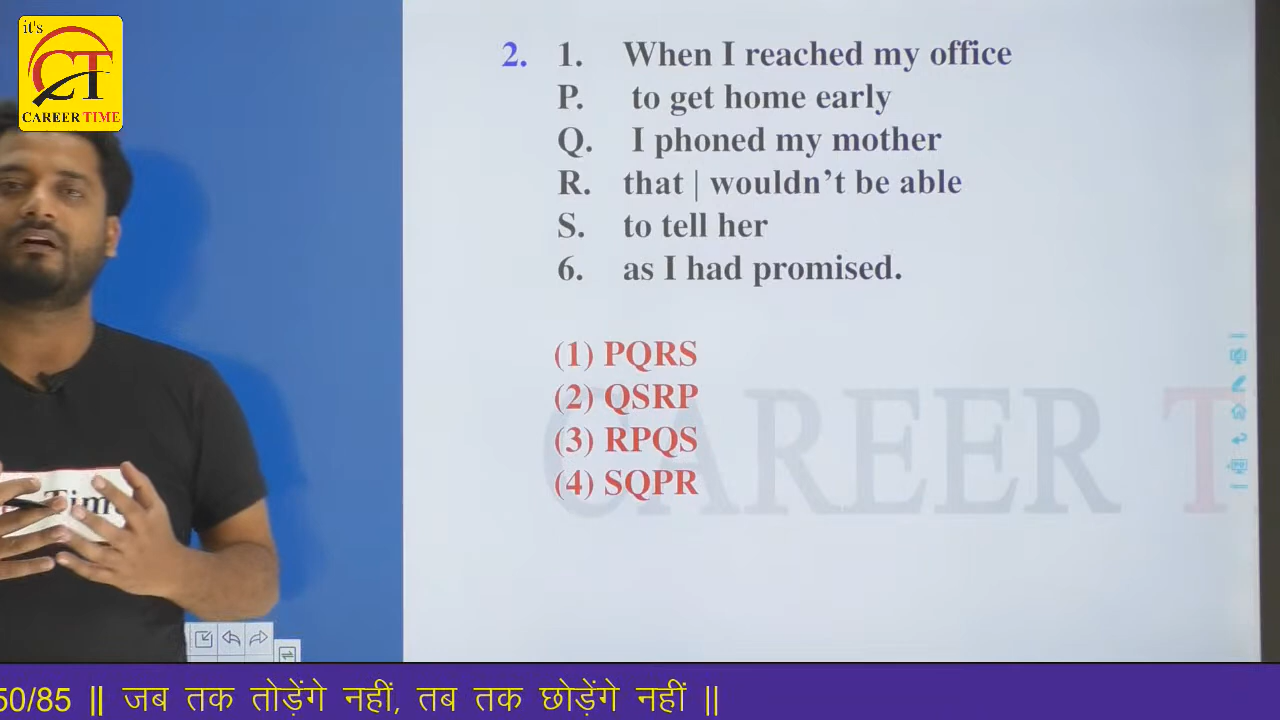 it's
CT
CAREER TIME
2. 1. When I reached my office
P. to get home early
Q. I phoned my mother
R. that | wouldn't be able
S. to tell her
6. as I had promised.
(1) PQRS
(2) QSRP
(3) RPQS
(4) SQPR
CAREER T
Time
50/85 || जब तक तोड़ेंगे नहीं, तब तक छोड़ेंगे नहीं ||